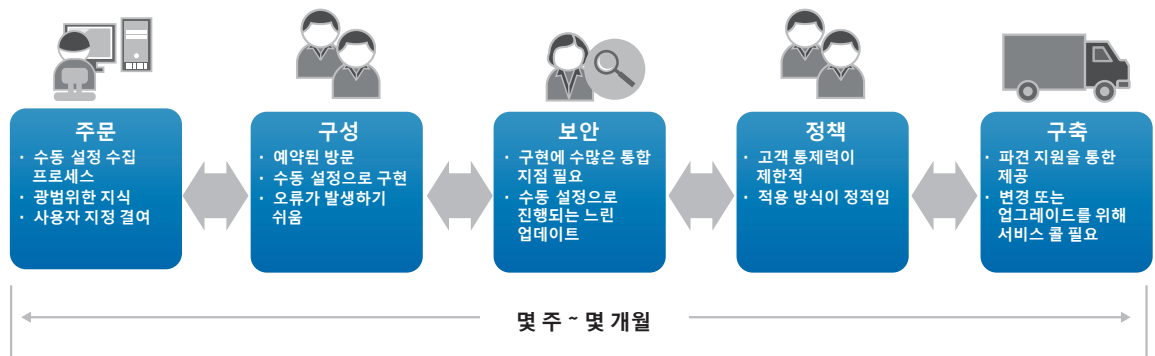 주문
· 수동 설정 수집
프로세스
· 광범위한 지식
· 사용자 지정 결여
구성
· 예약된 방문
· 수동 설정으로 구현
· 오류가 발생하기
쉬움
보안
· 구현에 수많은 통합
지점 필요
· 수동 설정으로
진행되는 느린
업데이트
정책
· 고객 통제력이
제한적
· 적용 방식이 정적임
구축
· 파견 지원을 통한
제공
· 변경 또는
업그레이드를 위해
서비스 콜 필요
몇 주 ~ 몇 개월